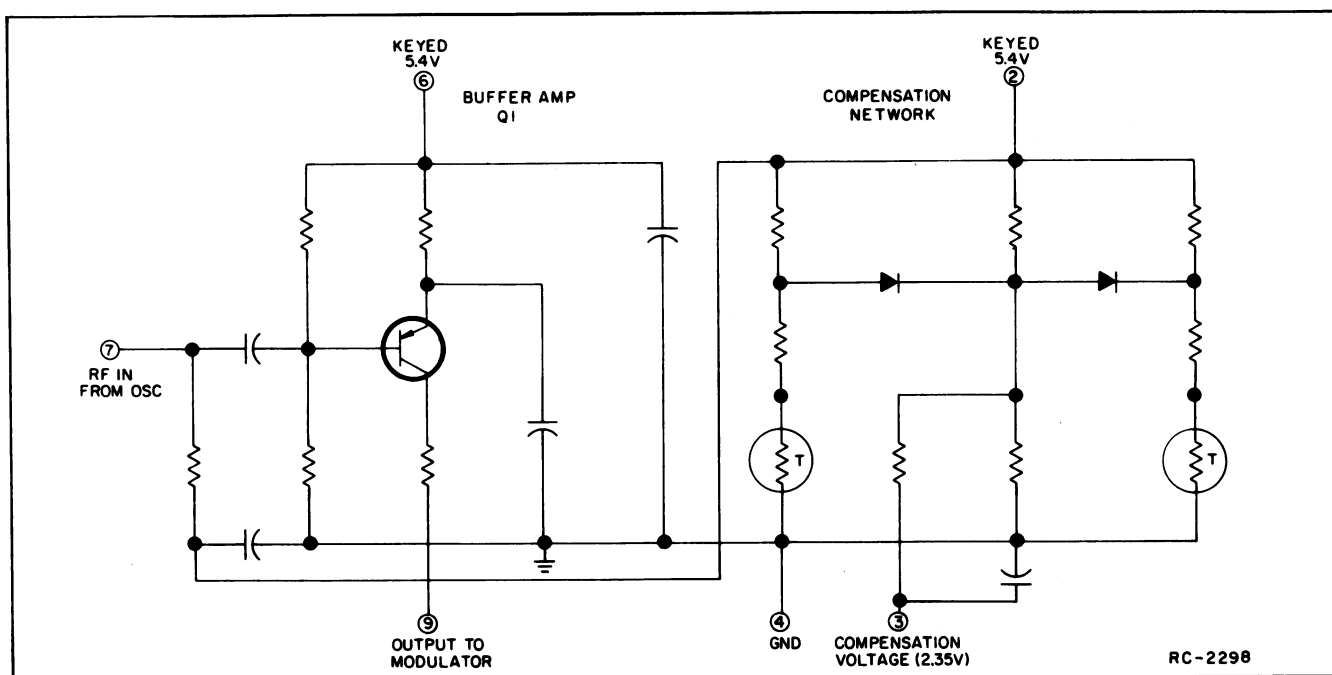 KEYED
5.4V
6
BUFFER AMP
Q1
KEYED
5.4V
2
COMPENSATION
NETWORK
7
RF IN
FROM OSC
T
T
9
OUTPUT TO
MODULATOR
4
GND
3
COMPENSATION
VOLTAGE (2.35V)
RC-2298